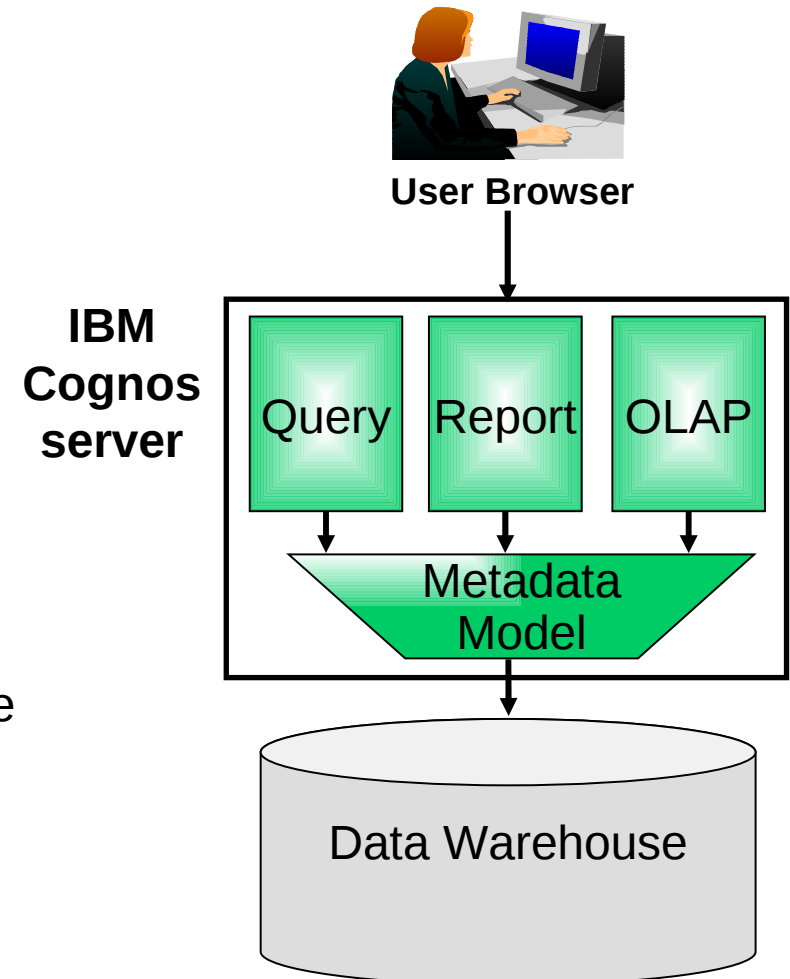 User Browser
IBM
Cognos
server
Query
Report
OLAP
Metadata
Model
e
Data Warehouse